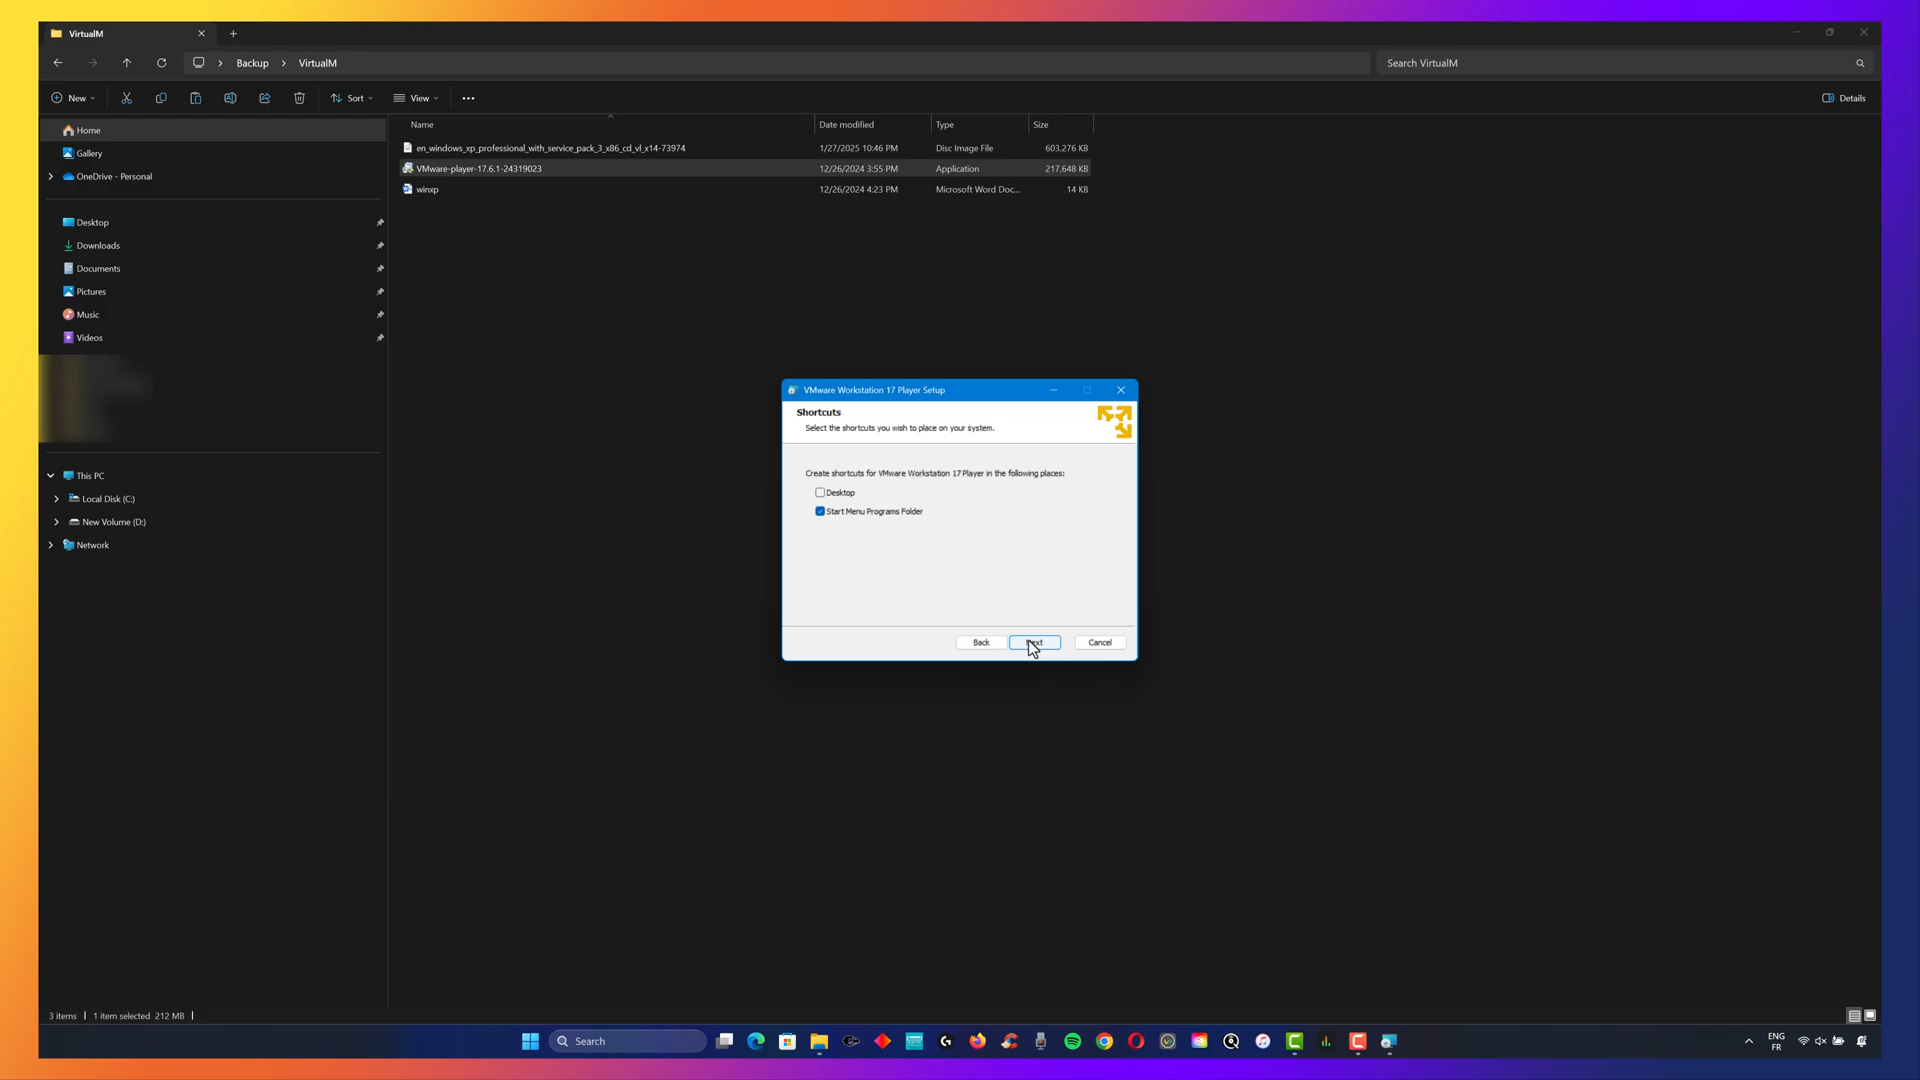 VirtualM
Backup > VirtualM
Search VirtualM
New
Sort
View
Details
Home
Gallery
OneDrive - Personal
Desktop
Downloads
Documents
Pictures
Music
Videos
This PC
Local Disk (C:)
New Volume (D:)
Network
Name Date modified Type Size
en_windows_xp_professional_with_service_pack_3_x86_cd_vl_x14-73974 1/27/2025 10:46 PM Disc Image File 603,276 KB
VMware-player-17.6.1-24319023 12/26/2024 3:55 PM Application 217,648 KB
winxp 12/26/2024 4:23 PM Microsoft Word Doc... 14 KB
VMware Workstation 17 Player Setup
Shortcuts
Select the shortcuts you wish to place on your system.
Create shortcuts for VMware Workstation 17 Player in the following places:
Desktop
Start Menu Programs Folder
Back Next Cancel
3 items 1 item selected 212 MB
Search
ENG
FR